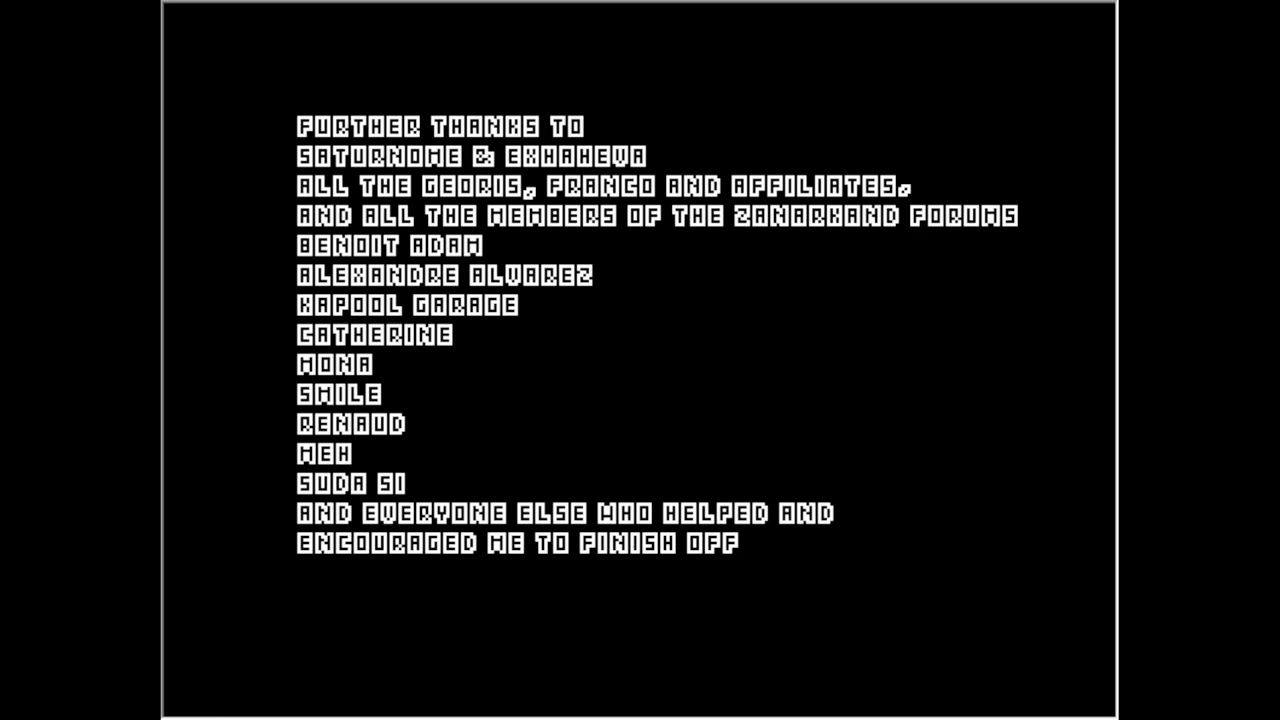 FURTHER THANKS TO
SATURNOME & EXHAHEVA
ALL THE GEORIS, FRANCO AND AFFILIATES,
AND ALL THE MEMBERS OF THE ZANARKAND FORUMS
BENOIT ADAM
ALEXANDRE ALVAREZ
KAPOOL GARAGE
CATHERINE
MONA
SMILE
RENAUD
MEH
SUDA 51
AND EVERYONE ELSE WHO HELPED AND
ENCOURAGED ME TO FINISH OFF